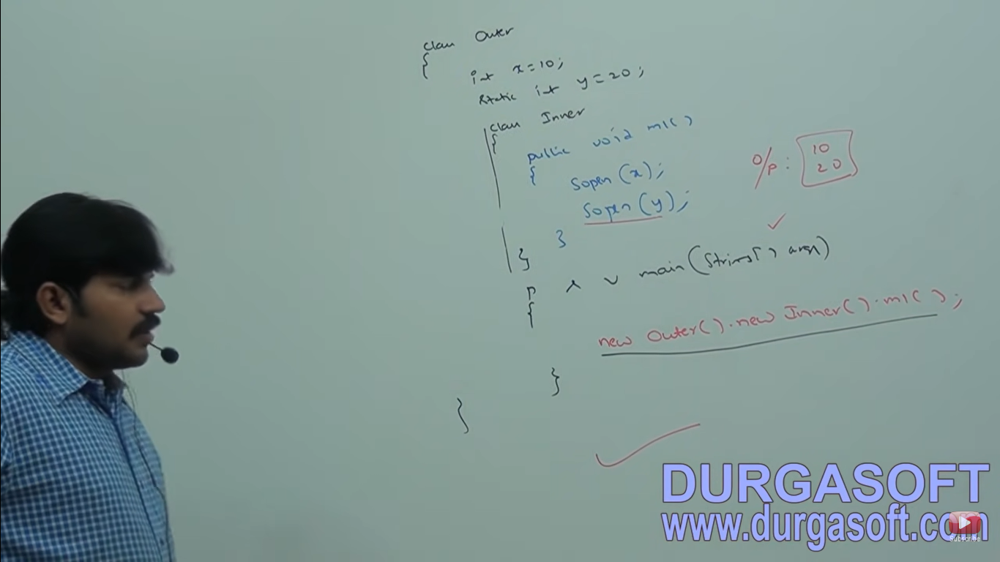 class Outer
{
int x=10;
static int y=20;
class Inner
{
public void m1()
{ Sopln(x);
Sopln(y);
}
}
O/P: 10
20
p s v main(String[] args)
{
new Outer().new Inner().m1();
}
}
DURGASOFT
www.durgasoft.com
Subscribe